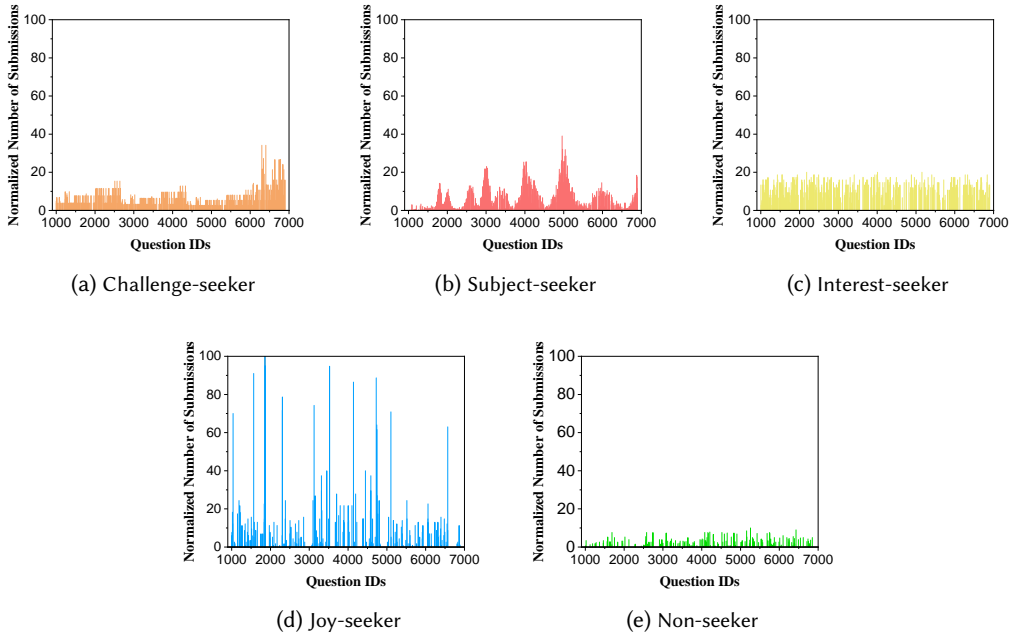 100
80
60
40
20
0
Normalized Number of Submissions
1000 2000 3000 4000 5000 6000 7000
Question IDs
(a) Challenge-seeker
100
80
60
40
20
0
Normalized Number of Submissions
1000 2000 3000 4000 5000 6000 7000
Question IDs
(b) Subject-seeker
100
80
60
40
20
0
Normalized Number of Submissions
1000 2000 3000 4000 5000 6000 7000
Question IDs
(c) Interest-seeker
100
80
60
40
20
0
Normalized Number of Submissions
1000 2000 3000 4000 5000 6000 7000
Question IDs
(d) Joy-seeker
100
80
60
40
20
0
Normalized Number of Submissions
1000 2000 3000 4000 5000 6000 7000
Question IDs
(e) Non-seeker